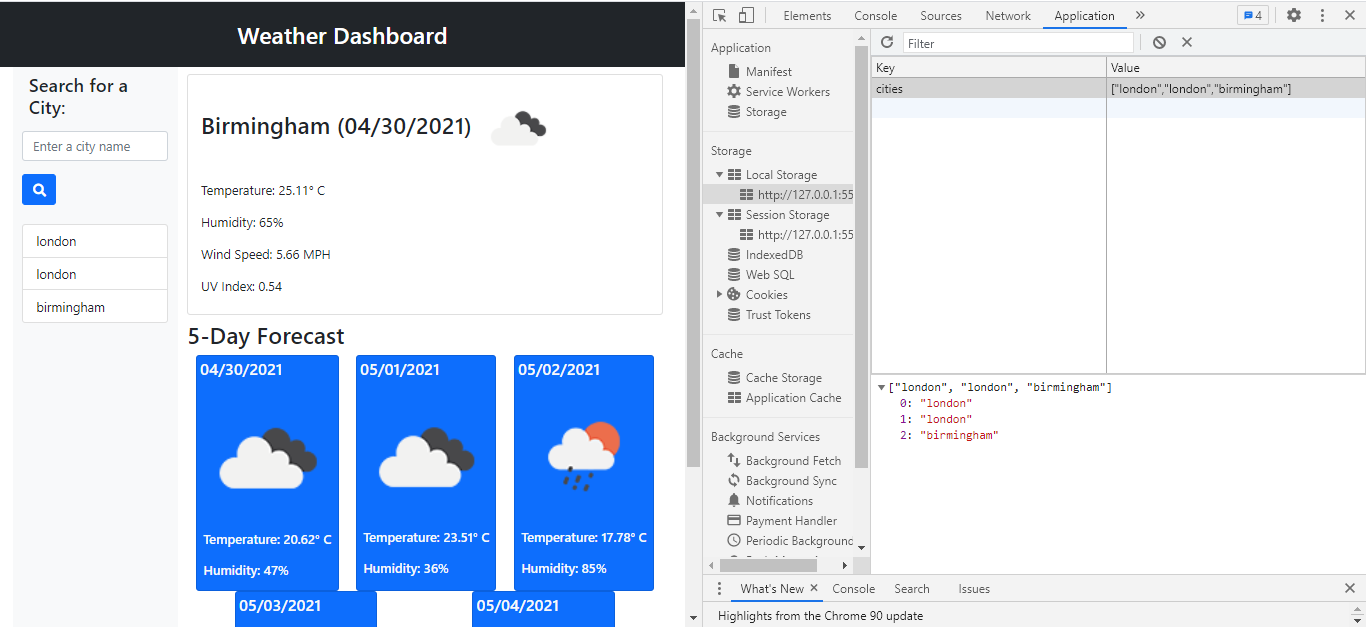 Weather Dashboard
Search for a
City:
Enter a city name
london
london
birmingham
Birmingham (04/30/2021)
Temperature: 25.11° C
Humidity: 65%
Wind Speed: 5.66 MPH
UV Index: 0.54
5-Day Forecast
04/30/2021
Temperature: 20.62° C
Humidity: 47%
05/01/2021
Temperature: 23.51° C
Humidity: 36%
05/02/2021
Temperature: 17.78° C
Humidity: 85%
05/03/2021
05/04/2021
Elements Console Sources Network Application 4
Application
Manifest
Service Workers
Storage
Storage
Local Storage
http://127.0.0.1:55
Session Storage
http://127.0.0.1:55
IndexedDB
Web SQL
Cookies
Trust Tokens
Cache
Cache Storage
Application Cache
Background Services
Background Fetch
Background Sync
Notifications
Payment Handler
Periodic Background
Filter
Key Value
cities ["london","london","birmingham"]
["london", "london", "birmingham"]
0: "london"
1: "london"
2: "birmingham"
What's New Console Search Issues
Highlights from the Chrome 90 update